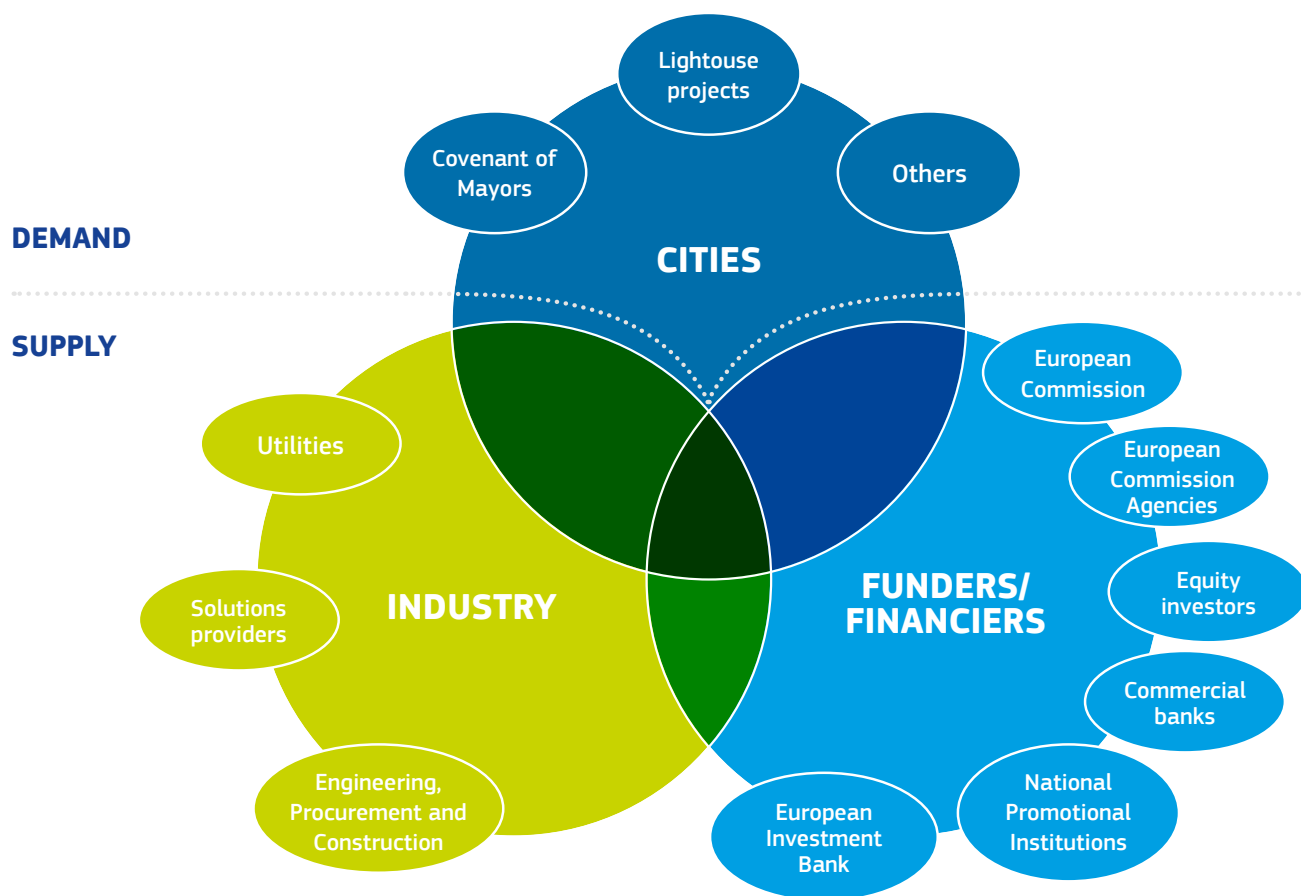 Lightouse
projects
Covenant of
Mayors
Others
DEMAND
CITIES
SUPPLY
European
Commission
Utilities
European
Commission
Agencies
Solutions
providers
INDUSTRY
FUNDERS/
FINANCIERS
Equity
investors
Commercial
banks
Engineering,
Procurement and
Construction
European
Investment
Bank
National
Promotional
Institutions